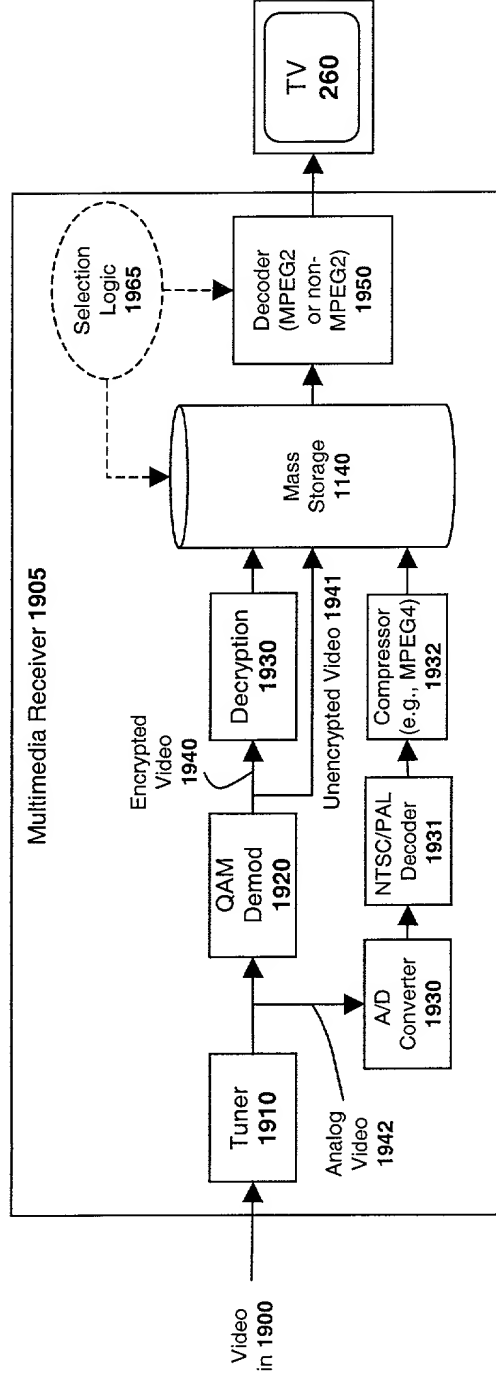 Multimedia Receiver 1905
Video
in 1900
Tuner
1910
Analog
Video
1942
QAM
Demod
1920
A/D
Converter
1930
Encrypted
Video
1940
Decryption
1930
Unencrypted Video 1941
NTSC/PAL
Decoder
1931
Compressor
(e.g., MPEG4)
1932
Mass
Storage
1140
Selection
Logic
1965
Decoder
(MPEG2
or non-
MPEG2)
1950
TV
260